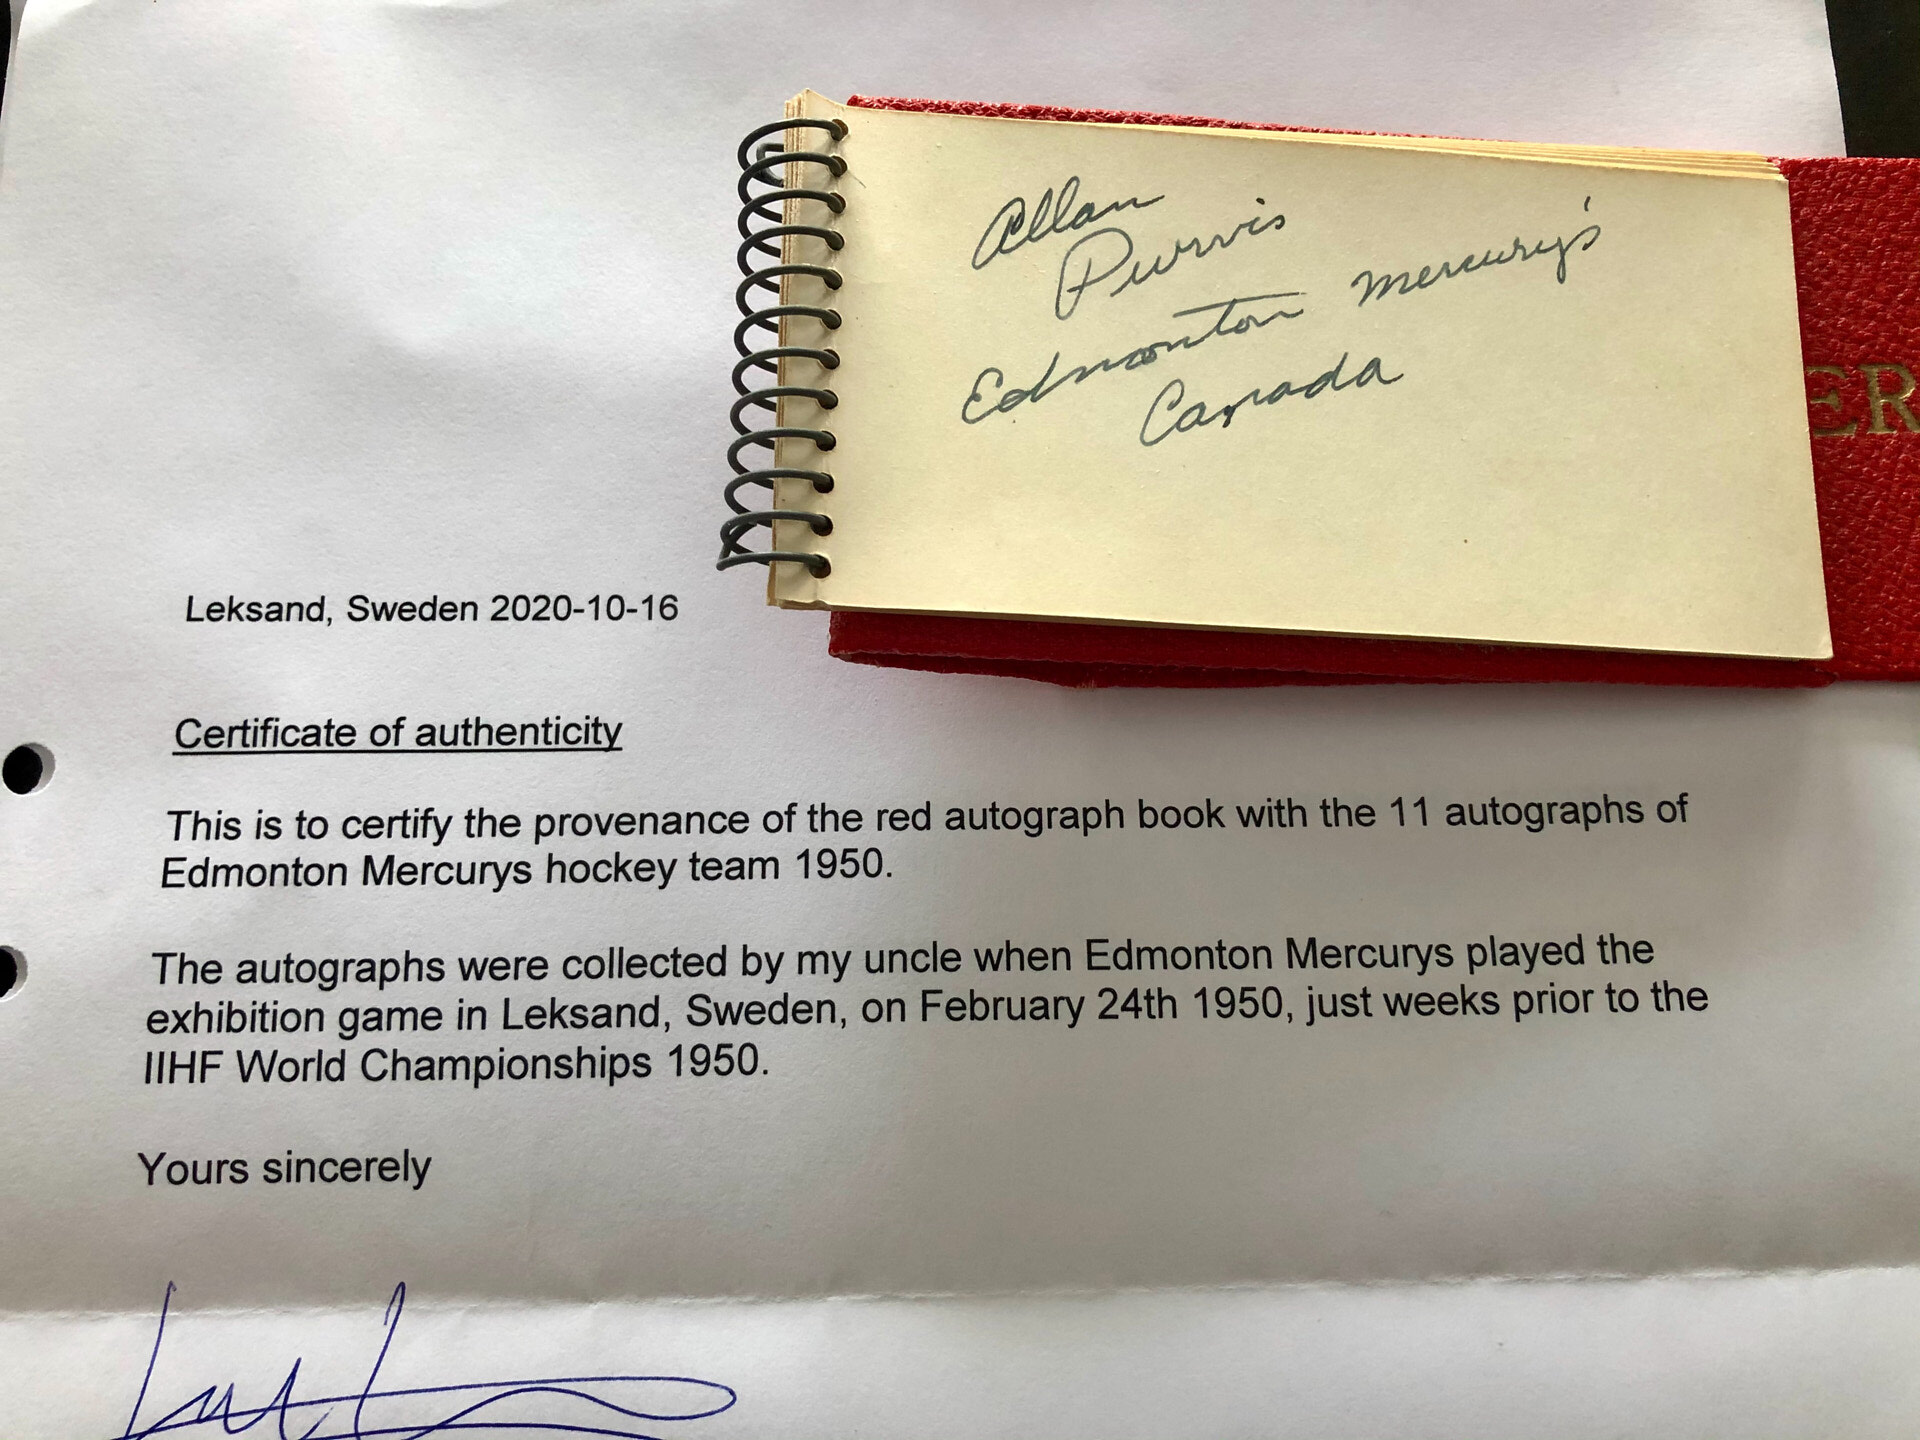 Allan
Purvis
Edmonton Mercury's
Canada
ER
Leksand, Sweden 2020-10-16
Certificate of authenticity
This is to certify the provenance of the red autograph book with the 11 autographs of
Edmonton Mercurys hockey team 1950.
The autographs were collected by my uncle when Edmonton Mercurys played the
exhibition game in Leksand, Sweden, on February 24th 1950, just weeks prior to the
IIHF World Championships 1950.
Yours sincerely